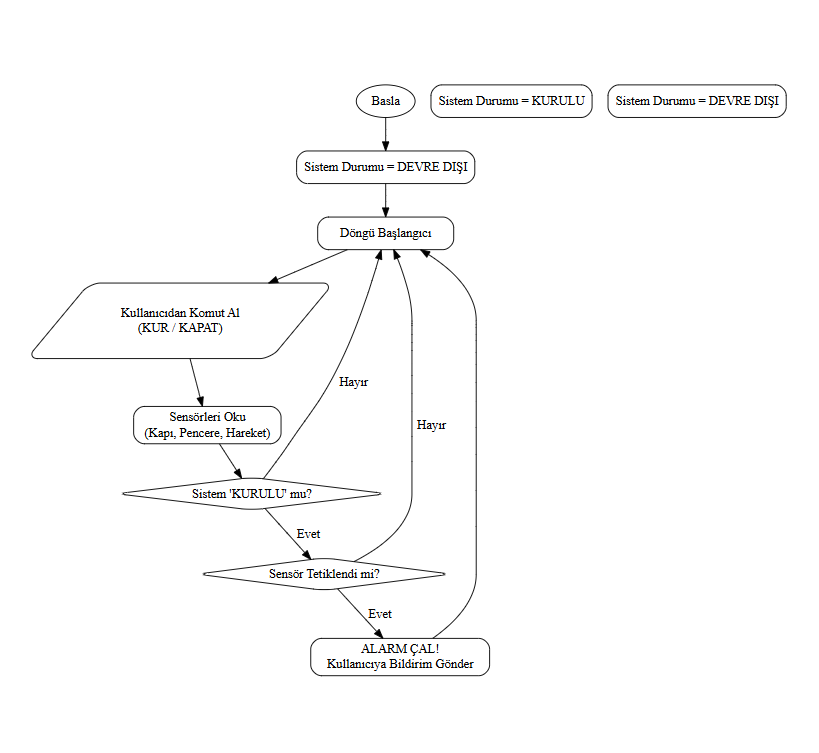 Basla
Sistem Durumu = KURULU
Sistem Durumu = DEVRE DIŞI
Sistem Durumu = DEVRE DIŞI
Döngü Başlangıcı
Kullanıcıdan Komut Al
(KUR / KAPAT)
Hayır
Sensörleri Oku
(Kapı, Pencere, Hareket)
Hayır
Sistem 'KURULU' mu?
Evet
Sensör Tetiklendi mi?
Evet
ALARM ÇAL!
Kullanıcıya Bildirim Gönder